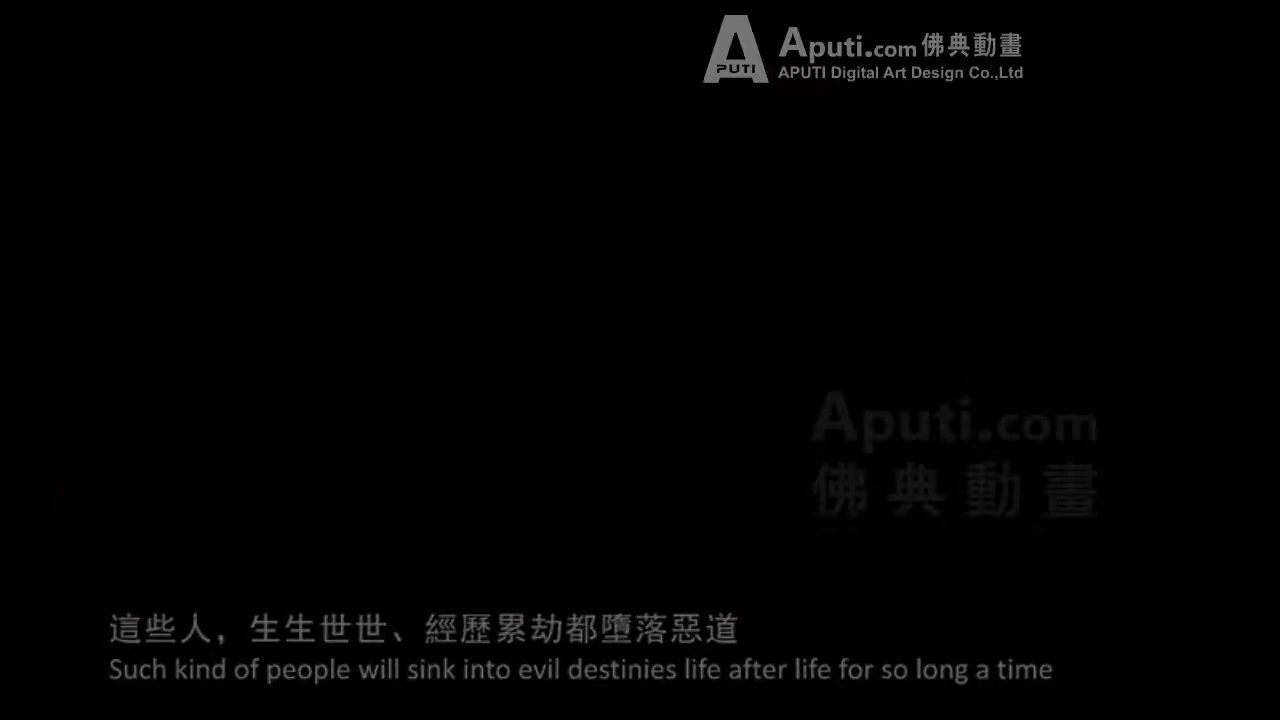 PUTI
Aputi.com 佛典動畫
APUTI Digital Art Design Co.,Ltd
Aputi.com
佛典動畫
這些人，生生世世、經歷累劫都墮落惡道
Such kind of people will sink into evil destinies life after life for so long a time